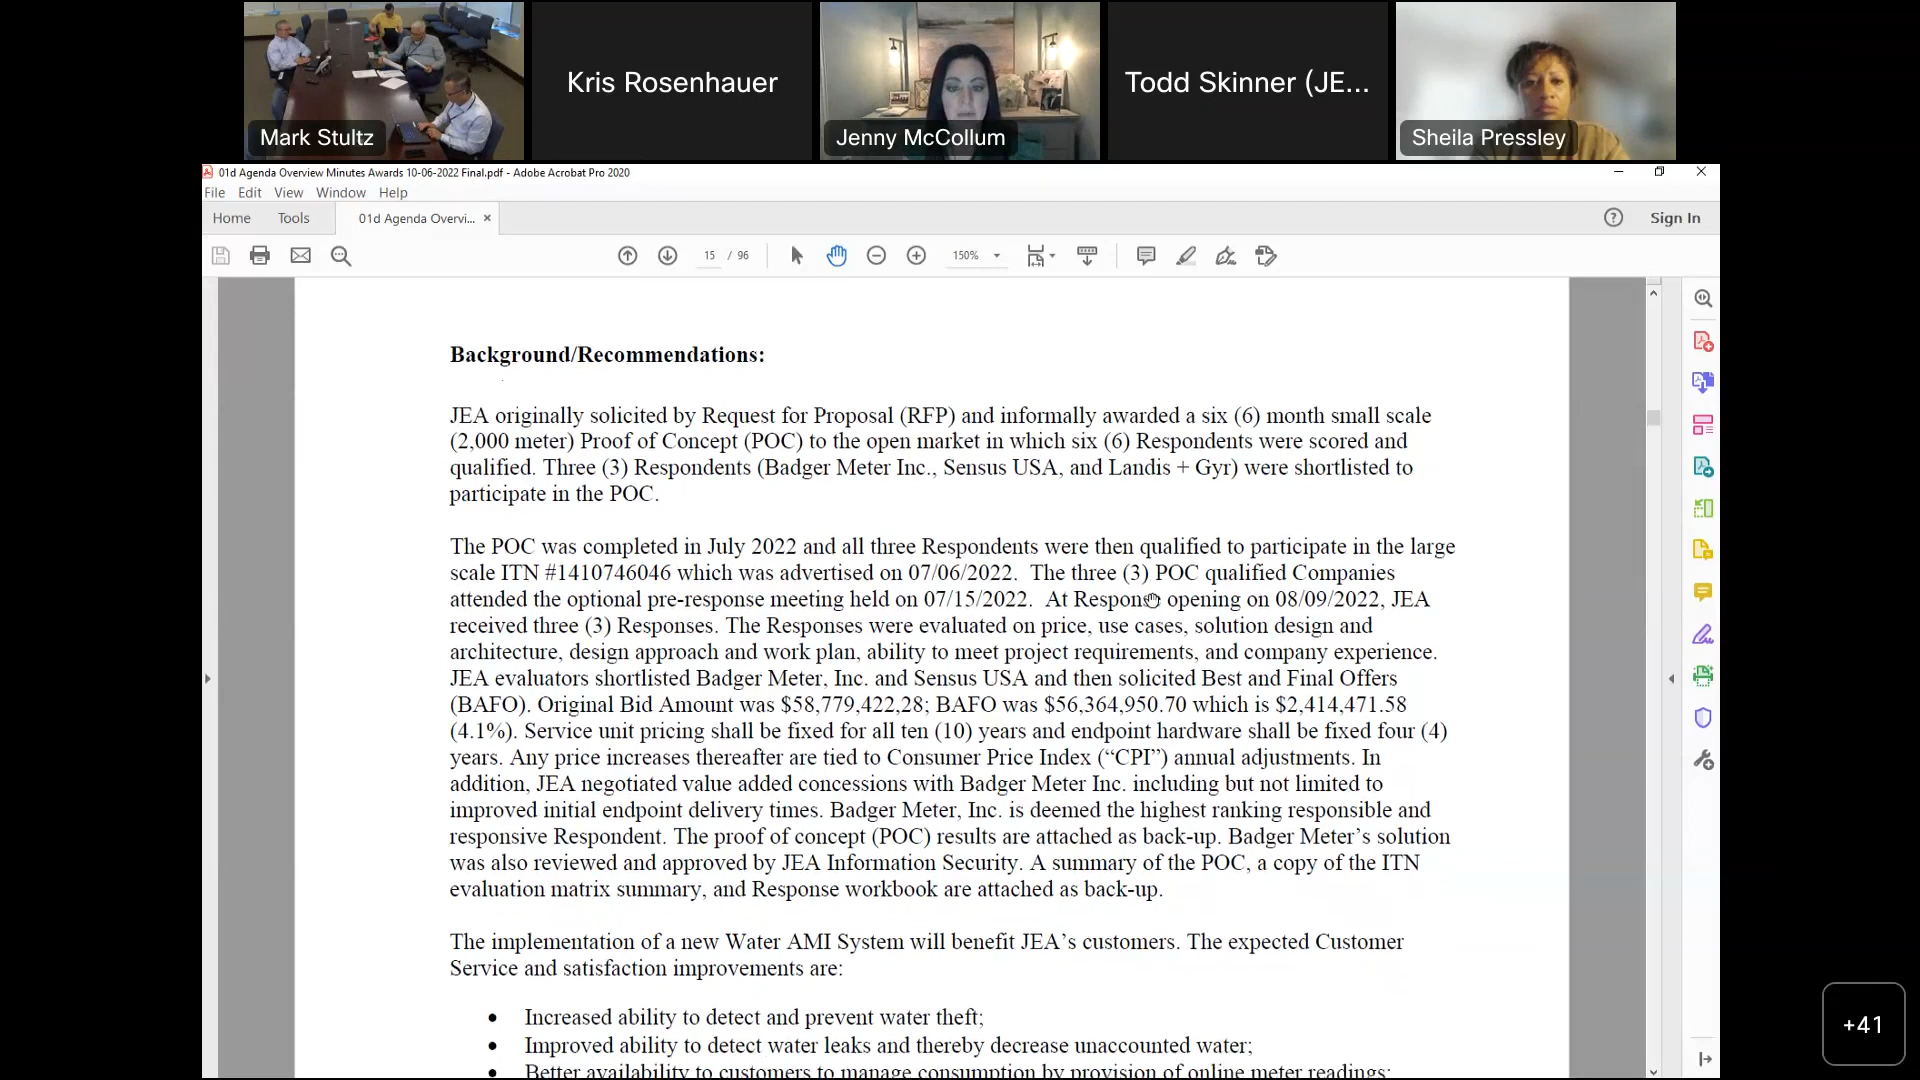 Mark Stultz
Kris Rosenhauer
Jenny McCollum
Todd Skinner (JE...
Sheila Pressley
01d Agenda Overview Minutes Awards 10-06-2022 Final.pdf - Adobe Acrobat Pro 2020
File Edit View Window Help
Home Tools 01d Agenda Overvi... × Sign In
15 / 96 150%
Background/Recommendations:
JEA originally solicited by Request for Proposal (RFP) and informally awarded a six (6) month small scale
(2,000 meter) Proof of Concept (POC) to the open market in which six (6) Respondents were scored and
qualified. Three (3) Respondents (Badger Meter Inc., Sensus USA, and Landis + Gyr) were shortlisted to
participate in the POC.
The POC was completed in July 2022 and all three Respondents were then qualified to participate in the large
scale ITN #1410746046 which was advertised on 07/06/2022. The three (3) POC qualified Companies
attended the optional pre-response meeting held on 07/15/2022. At Response opening on 08/09/2022, JEA
received three (3) Responses. The Responses were evaluated on price, use cases, solution design and
architecture, design approach and work plan, ability to meet project requirements, and company experience.
JEA evaluators shortlisted Badger Meter, Inc. and Sensus USA and then solicited Best and Final Offers
(BAFO). Original Bid Amount was $58,779,422,28; BAFO was $56,364,950.70 which is $2,414,471.58
(4.1%). Service unit pricing shall be fixed for all ten (10) years and endpoint hardware shall be fixed four (4)
years. Any price increases thereafter are tied to Consumer Price Index (“CPI”) annual adjustments. In
addition, JEA negotiated value added concessions with Badger Meter Inc. including but not limited to
improved initial endpoint delivery times. Badger Meter, Inc. is deemed the highest ranking responsible and
responsive Respondent. The proof of concept (POC) results are attached as back-up. Badger Meter’s solution
was also reviewed and approved by JEA Information Security. A summary of the POC, a copy of the ITN
evaluation matrix summary, and Response workbook are attached as back-up.
The implementation of a new Water AMI System will benefit JEA’s customers. The expected Customer
Service and satisfaction improvements are:
• Increased ability to detect and prevent water theft;
• Improved ability to detect water leaks and thereby decrease unaccounted water;
• Better availability to customers to manage consumption by provision of online meter readings;
+41